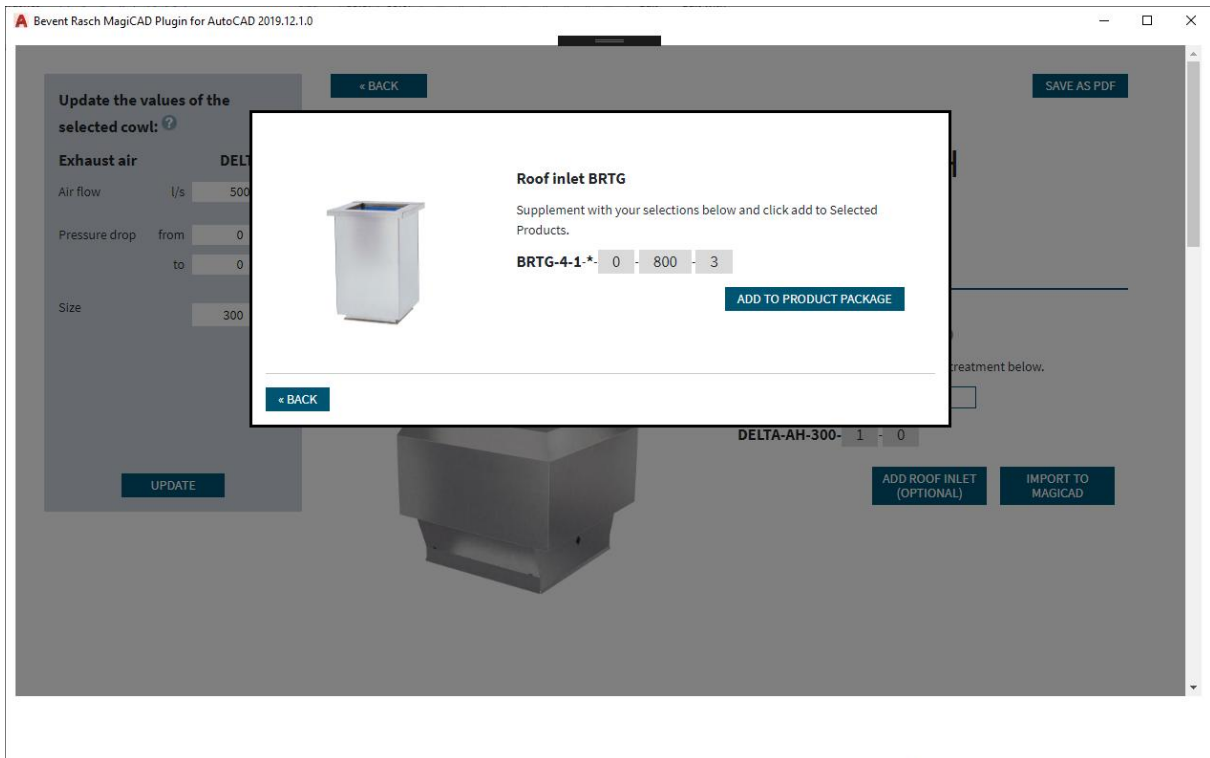 Bevent Rasch MagiCAD Plugin for AutoCAD 2019.12.1.0
« BACK
SAVE AS PDF
Update the values of the
selected cowl: ?
Exhaust air DELT
Air flow l/s 500
Pressure drop from 0
to 0
Size 300
UPDATE
Roof inlet BRTG
Supplement with your selections below and click add to Selected
Products.
BRTG-4-1-*- 0 - 800 - 3
ADD TO PRODUCT PACKAGE
« BACK
treatment below.
DELTA-AH-300- 1 - 0
ADD ROOF INLET
(OPTIONAL)
IMPORT TO
MAGICAD